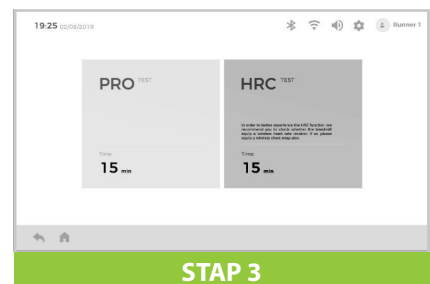 19:25 02/06/2019
Runner 1
PRO TEST
Time
15 min
HRC TEST
In order to better experience the HRC function we
recommend you to check whether the treadmill
equip a wireless heart rate monitor, if so, please
equip a wireless chest strap also.
Time
15 min
STAP 3